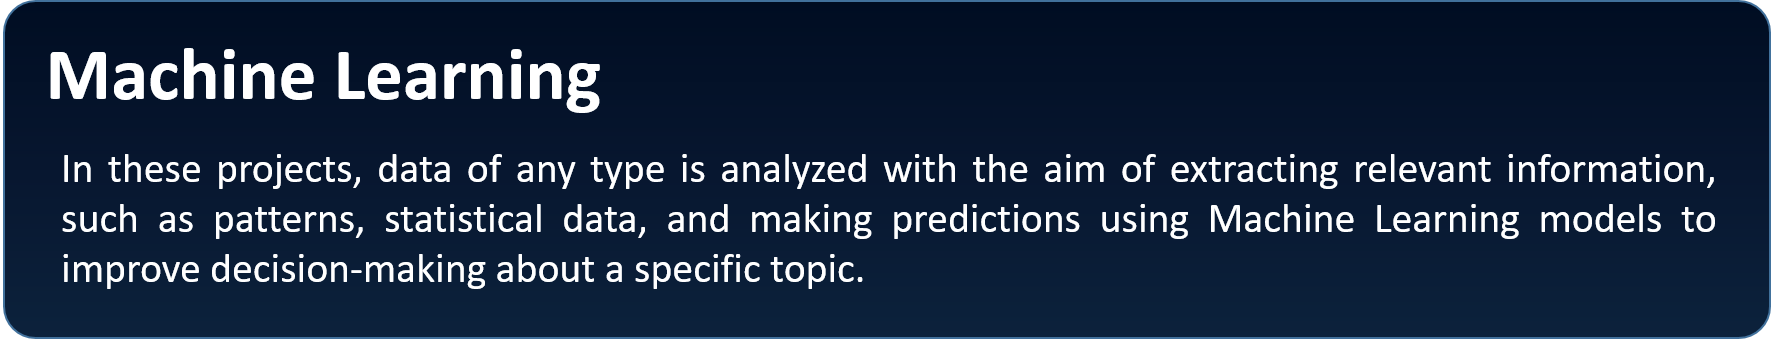 Machine Learning
In these projects, data of any type is analyzed with the aim of extracting relevant information,
such as patterns, statistical data, and making predictions using Machine Learning models to
improve decision-making about a specific topic.